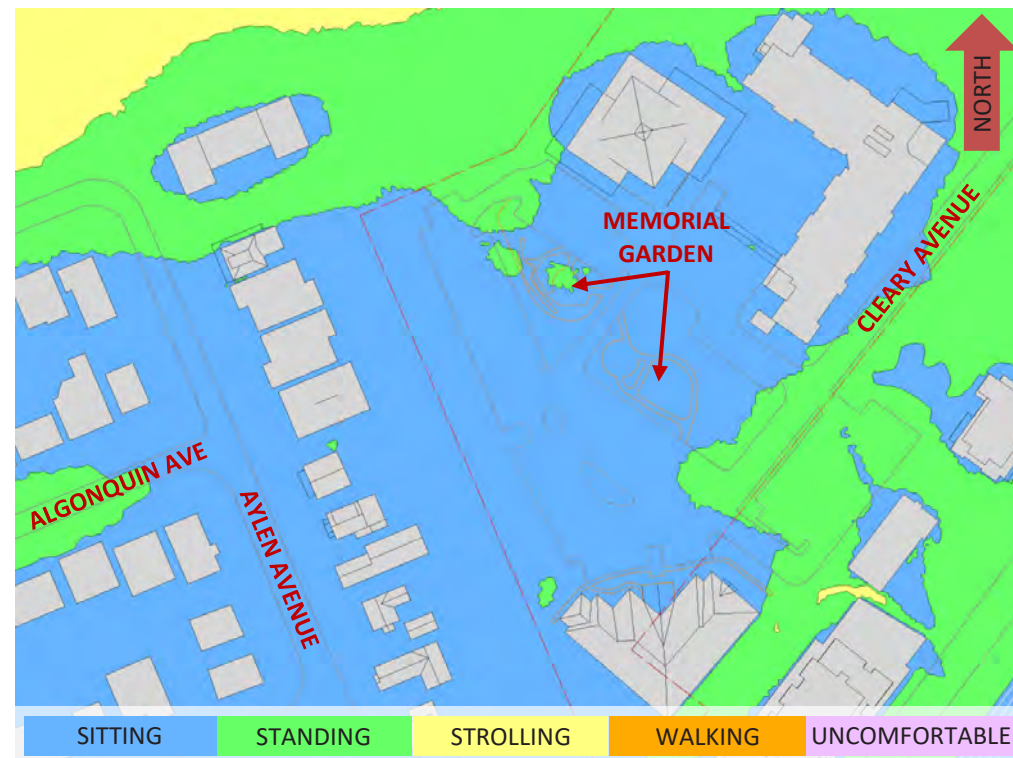 NORTH
MEMORIAL
GARDEN
CLEARY AVENUE
ALGONQUIN AVE
AYLEN AVENUE
SITTING
STANDING
STROLLING
WALKING
UNCOMFORTABLE